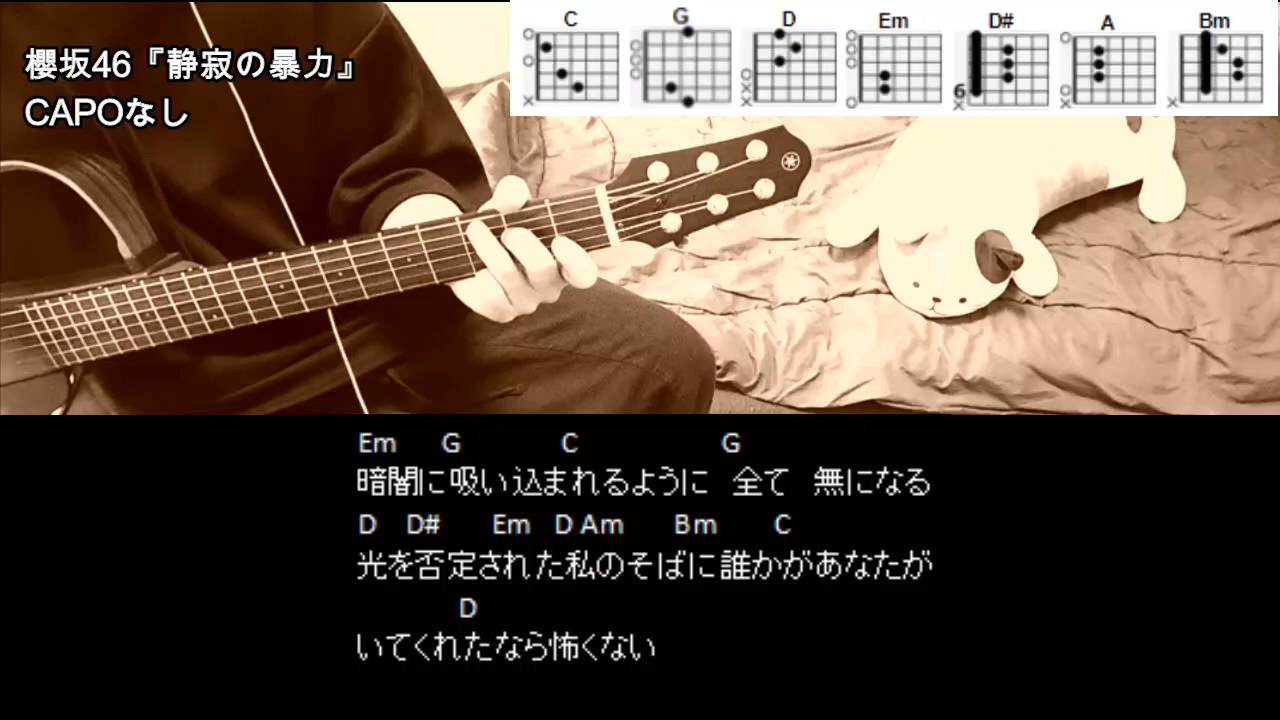 櫻坂46『静寂の暴力』
CAPOなし
C G D Em D# A Bm
6
Em G C G
暗闇に吸い込まれるように 全て 無になる
D D# Em D Am Bm C
光を否定された私のそばに誰かがあなたが
D
いてくれたなら怖くない